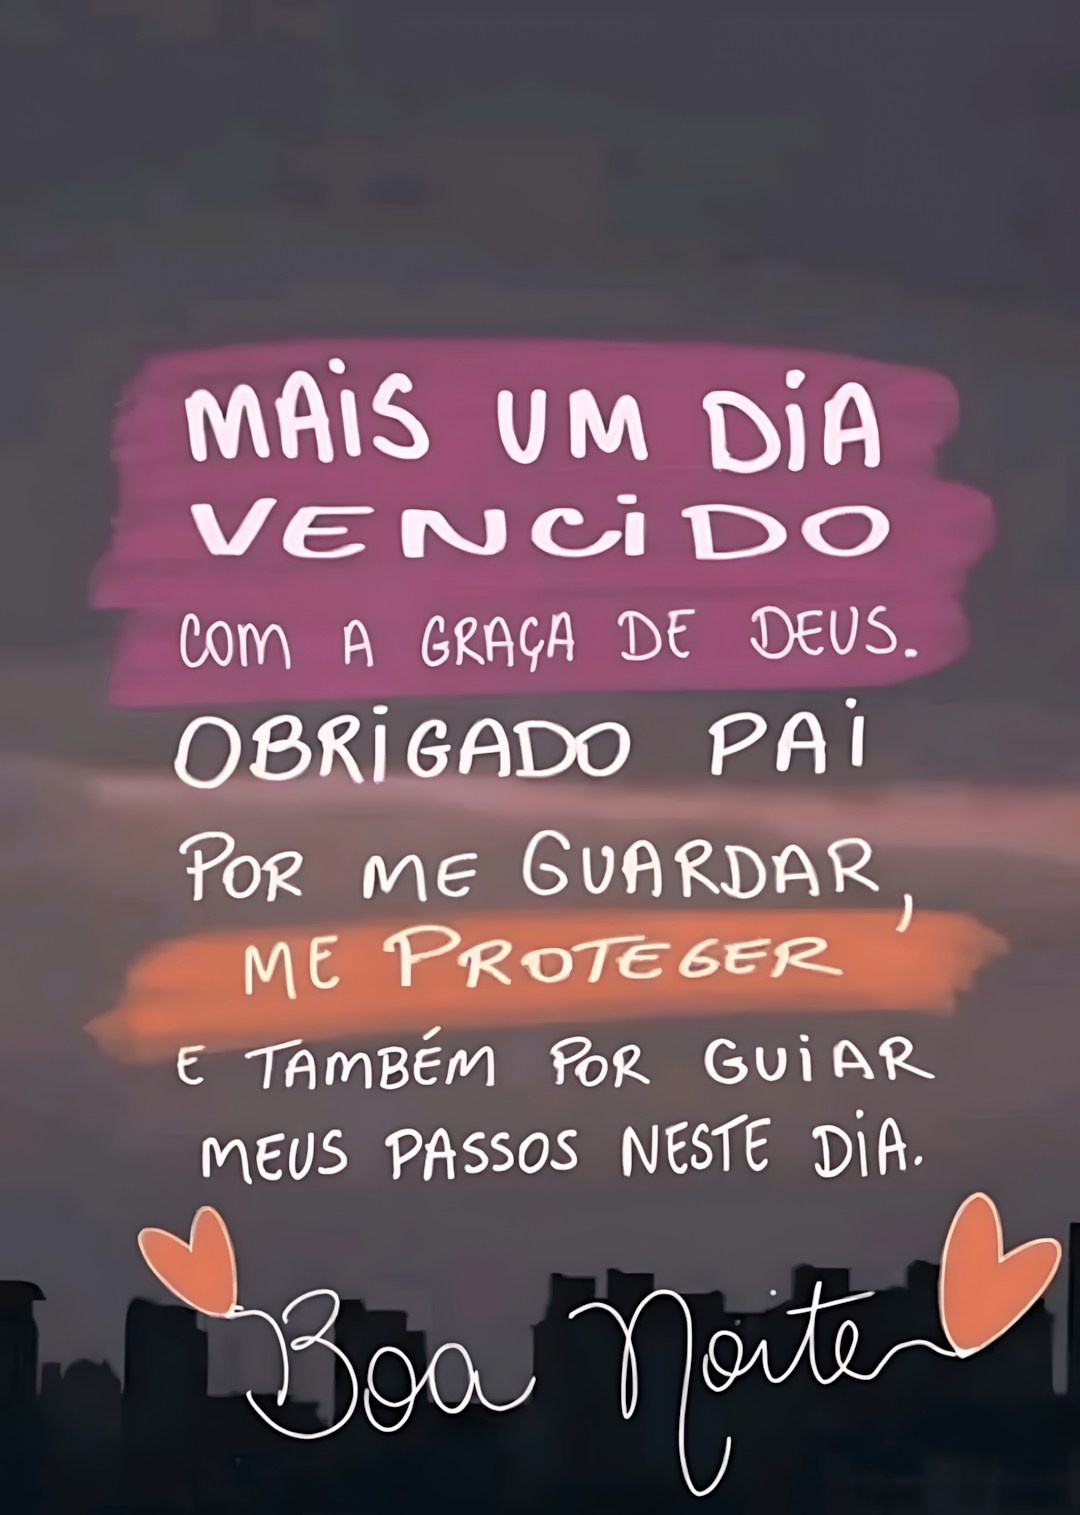 MAIS UM DIA
VENCIDO
COM A GRAÇA DE DEUS.
OBRIGADO PAI
POR ME GUARDAR,
ME PROTEGER
E TAMBÉM POR GUIAR
MEUS PASSOS NESTE DIA.
Boa Noite